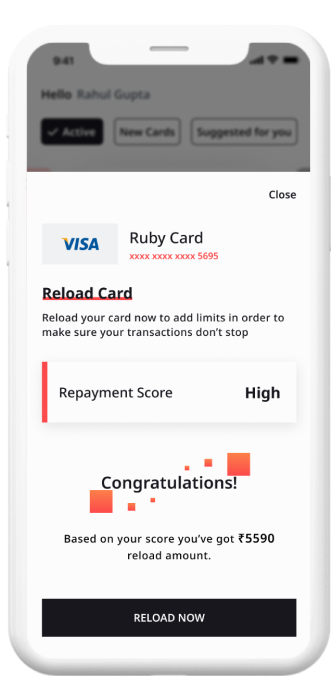 9:41
Hello Rahul Gupta
Active
New Cards
Suggested for you
Close
VISA
Ruby Card
xxxx xxxx xxxx 5695
Reload Card
Reload your card now to add limits in order to
make sure your transactions don’t stop
Repayment Score
High
Congratulations!
Based on your score you’ve got ₹5590
reload amount.
RELOAD NOW